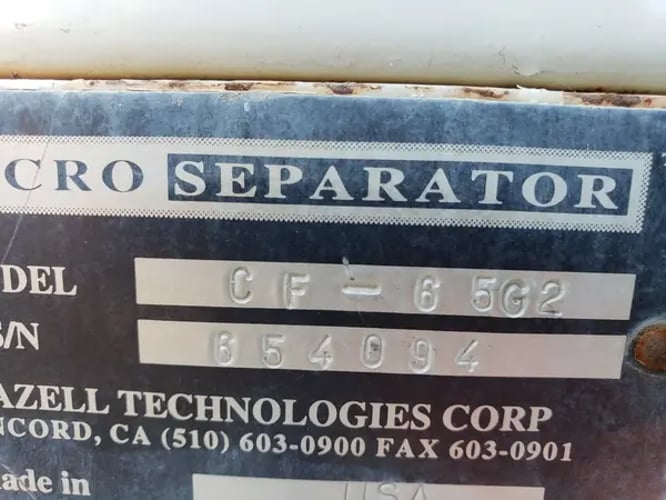 CRO SEPARATOR
DEL CF-65G2
S/N 654094
AZELL TECHNOLOGIES CORP
NCORD, CA (510) 603-0900 FAX 603-0901
ade in USA